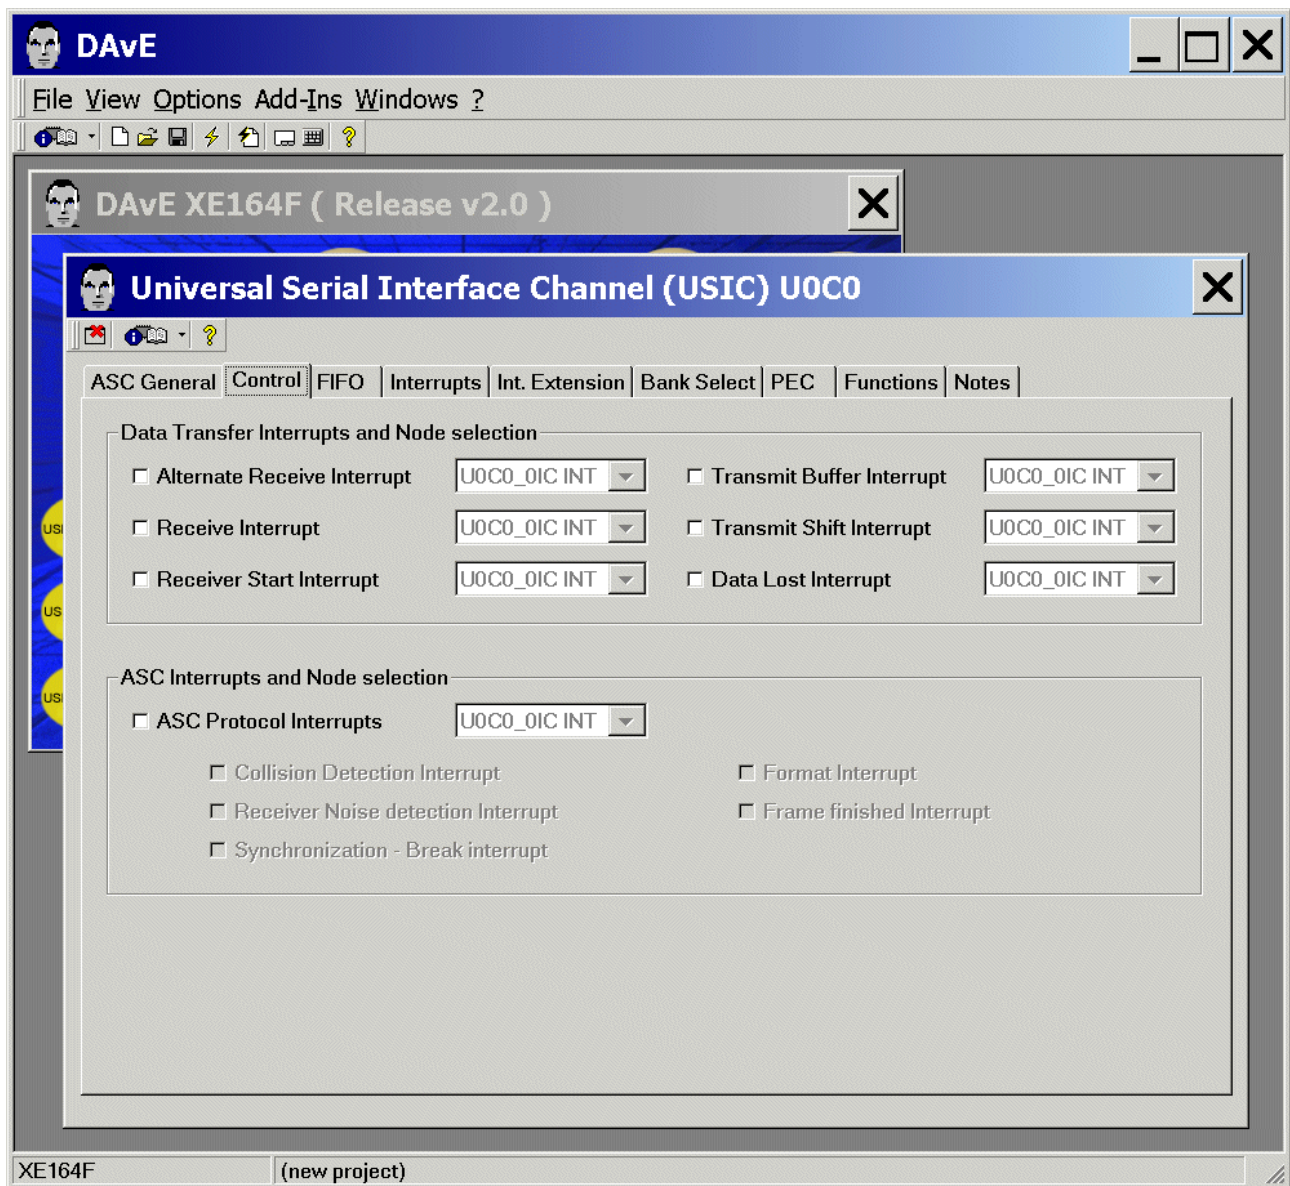 DAvE
File View Options Add-Ins Windows ?
DAvE XE164F ( Release v2.0 )
Universal Serial Interface Channel (USIC) U0C0
ASC General Control FIFO Interrupts Int. Extension Bank Select PEC Functions Notes
Data Transfer Interrupts and Node selection
Alternate Receive Interrupt U0C0_0IC INT Transmit Buffer Interrupt U0C0_0IC INT
Receive Interrupt U0C0_0IC INT Transmit Shift Interrupt U0C0_0IC INT
Receiver Start Interrupt U0C0_0IC INT Data Lost Interrupt U0C0_0IC INT
ASC Interrupts and Node selection
ASC Protocol Interrupts U0C0_0IC INT
Collision Detection Interrupt Format Interrupt
Receiver Noise detection Interrupt Frame finished Interrupt
Synchronization - Break interrupt
XE164F (new project)